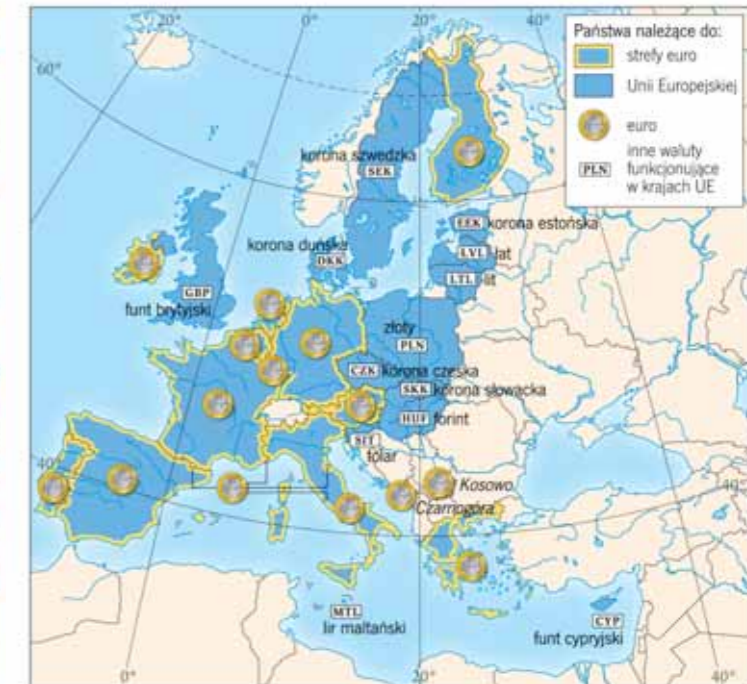 20°
0°
20°
40°
60°
Państwa należące do:
strefy euro
Unii Europejskiej
euro
PLN
inne waluty
funkcjonujące
w krajach UE
y
korona szwedzka
SEK
EEK korona estońska
korona duńska
DKK
LVL łat
LTL lit
GBP
funt brytyjski
złoty
PLN
CZK korona czeska
SKK korona słowacka
HUF forint
SIT
tolar
40°
Kosowo
Czarnogóra
40°
MTL
lir maltański
CYP
funt cypryjski
0°
20°
40°